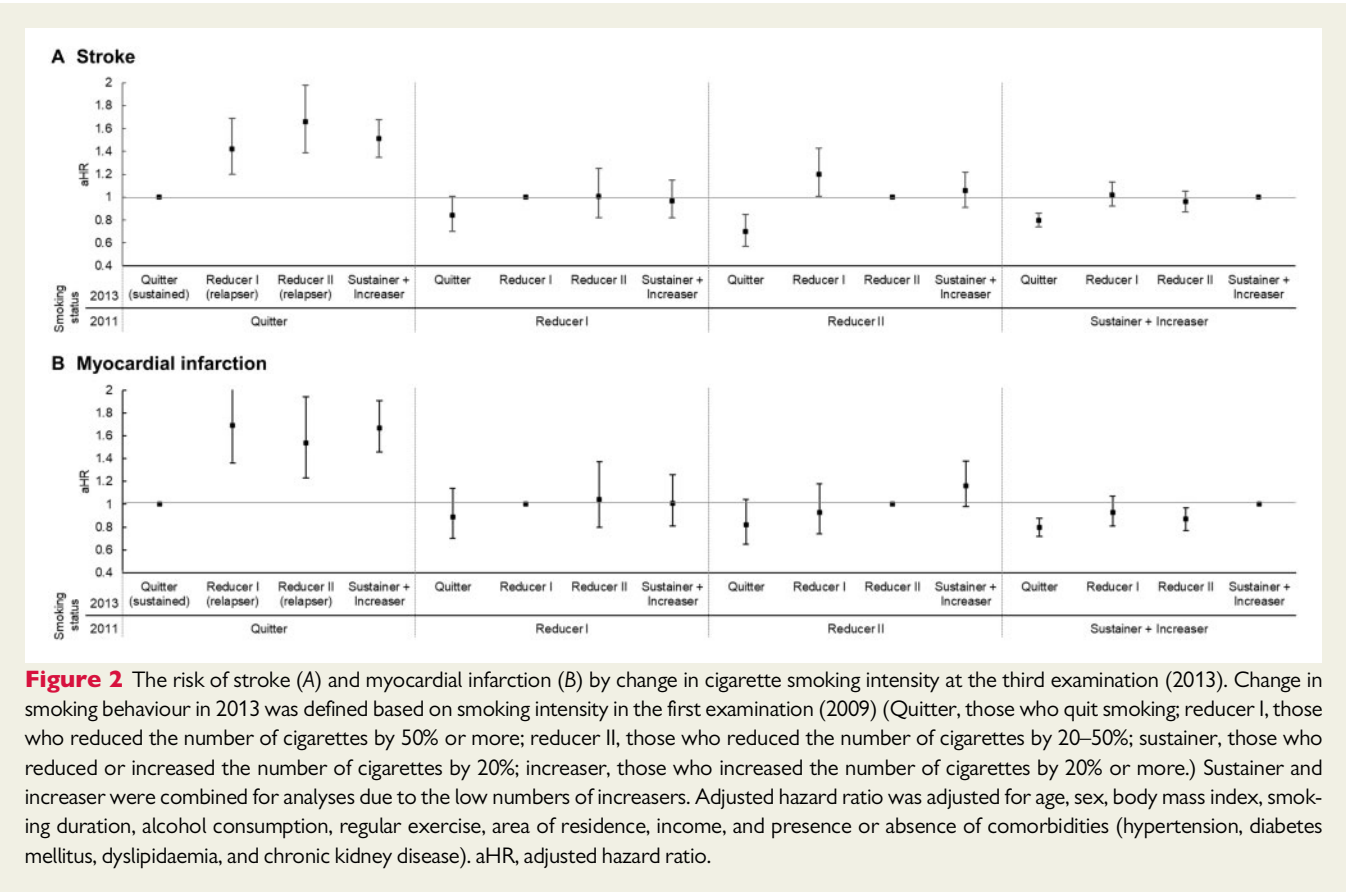 A Stroke
2
1.8
1.6
1.4
1.2
1
0.8
0.6
0.4
aHR
Quitter Reducer I Reducer II Sustainer + Quitter Reducer I Reducer II Sustainer + Quitter Reducer I Reducer II Sustainer + Quitter Reducer I Reducer II Sustainer +
2013 (sustained) (relapser) (relapser) Increaser Increaser Increaser Increaser
Smoking
status
2011 Quitter Reducer I Reducer II Sustainer + Increaser
B Myocardial infarction
2
1.8
1.6
1.4
1.2
1
0.8
0.6
0.4
aHR
Quitter Reducer I Reducer II Sustainer + Quitter Reducer I Reducer II Sustainer + Quitter Reducer I Reducer II Sustainer + Quitter Reducer I Reducer II Sustainer +
2013 (sustained) (relapser) (relapser) Increaser Increaser Increaser Increaser
Smoking
status
2011 Quitter Reducer I Reducer II Sustainer + Increaser
Figure 2 The risk of stroke (A) and myocardial infarction (B) by change in cigarette smoking intensity at the third examination (2013). Change in
smoking behaviour in 2013 was defined based on smoking intensity in the first examination (2009) (Quitter, those who quit smoking; reducer I, those
who reduced the number of cigarettes by 50% or more; reducer II, those who reduced the number of cigarettes by 20–50%; sustainer, those who
reduced or increased the number of cigarettes by 20%; increaser, those who increased the number of cigarettes by 20% or more.) Sustainer and
increaser were combined for analyses due to the low numbers of increasers. Adjusted hazard ratio was adjusted for age, sex, body mass index, smok-
ing duration, alcohol consumption, regular exercise, area of residence, income, and presence or absence of comorbidities (hypertension, diabetes
mellitus, dyslipidaemia, and chronic kidney disease). aHR, adjusted hazard ratio.